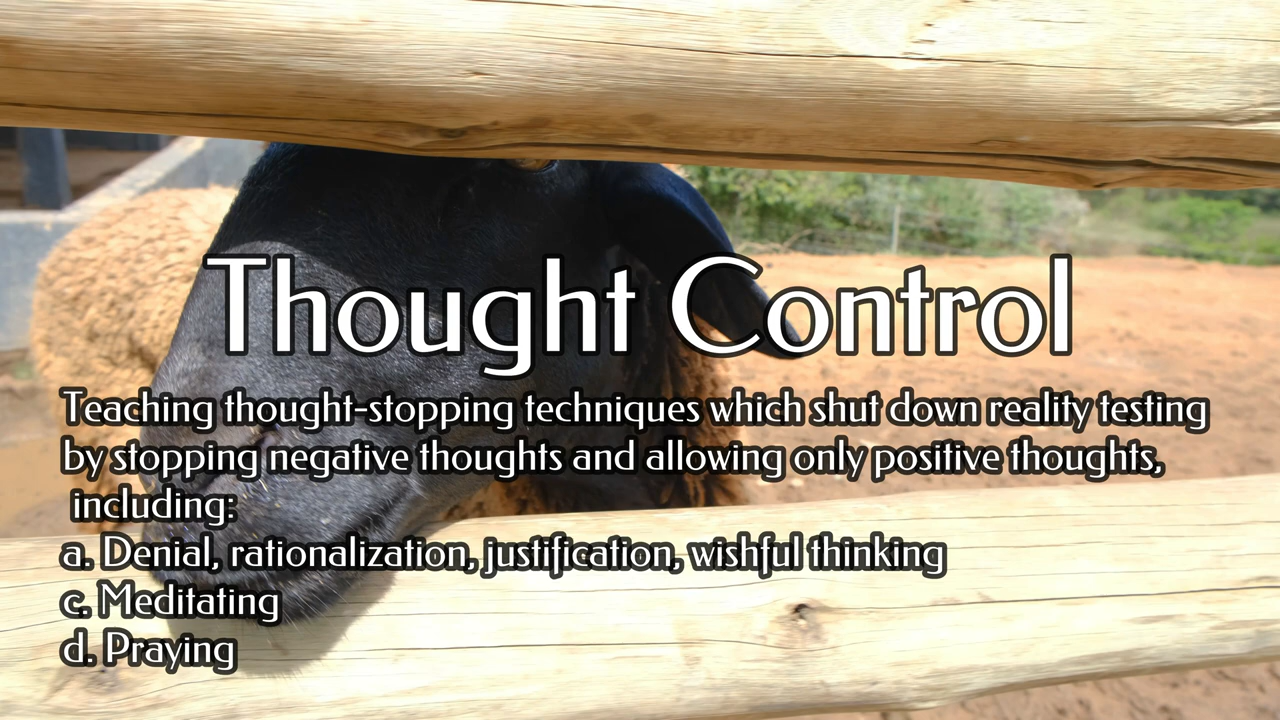 Thought Control
Teaching thought-stopping techniques which shut down reality testing
by stopping negative thoughts and allowing only positive thoughts,
including:
a. Denial, rationalization, justification, wishful thinking
c. Meditating
d. Praying